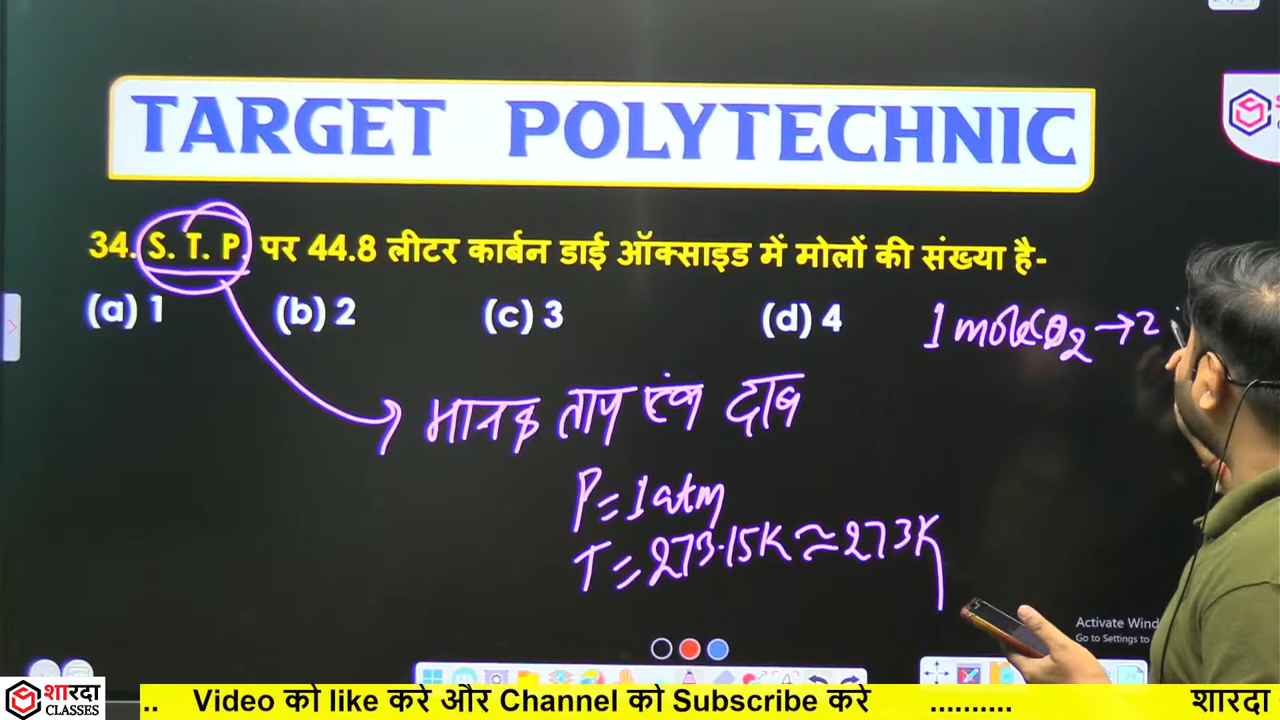 TARGET POLYTECHNIC
34. S. T. P. पर 44.8 लीटर कार्बन डाई ऑक्साइड में मोलों की संख्या है-
(a) 1 (b) 2 (c) 3 (d) 4
1 mole CO2 → 2
मानक ताप एवं दाब
P = 1 atm
T = 273.15K ≈ 273K
Activate Wind
Go to Settings to
शारदा
CLASSES
.. Video को like करे और Channel को Subscribe करे .......... शारदा